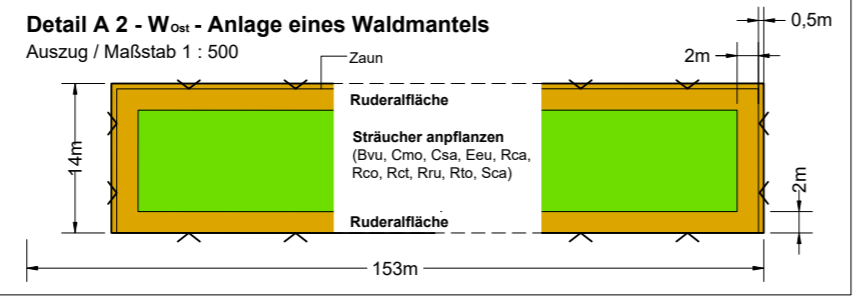 Detail A 2 - WOst - Anlage eines Waldmantels
Auszug / Maßstab 1 : 500
Zaun
0,5m
2m
Ruderalfläche
Sträucher anpflanzen
(Bvu, Cmo, Csa, Eeu, Rca,
Rco, Rct, Rru, Rto, Sca)
14m
2m
Ruderalfläche
153m